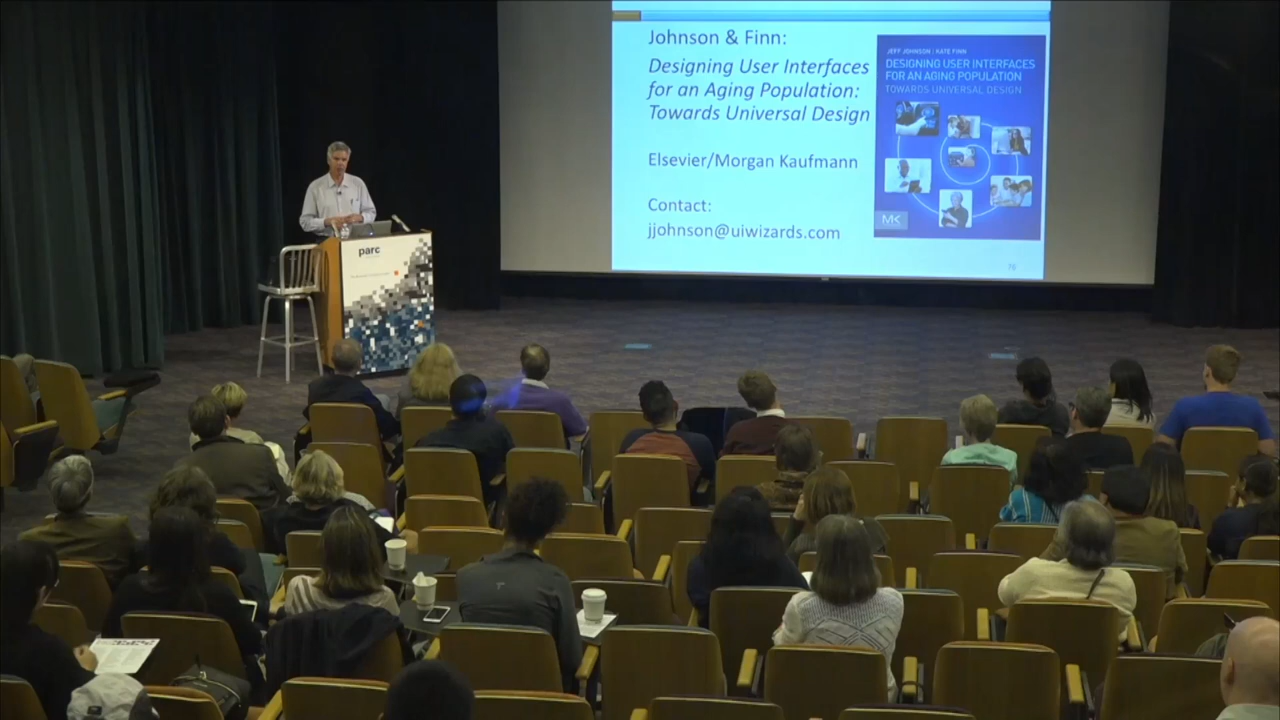 Johnson & Finn:
Designing User Interfaces
for an Aging Population:
Towards Universal Design
Elsevier/Morgan Kaufmann
Contact:
jjohnson@uiwizards.com
JEFF JOHNSON | KATE FINN
DESIGNING USER INTERFACES
FOR AN AGING POPULATION
TOWARDS UNIVERSAL DESIGN
MK
76
parc